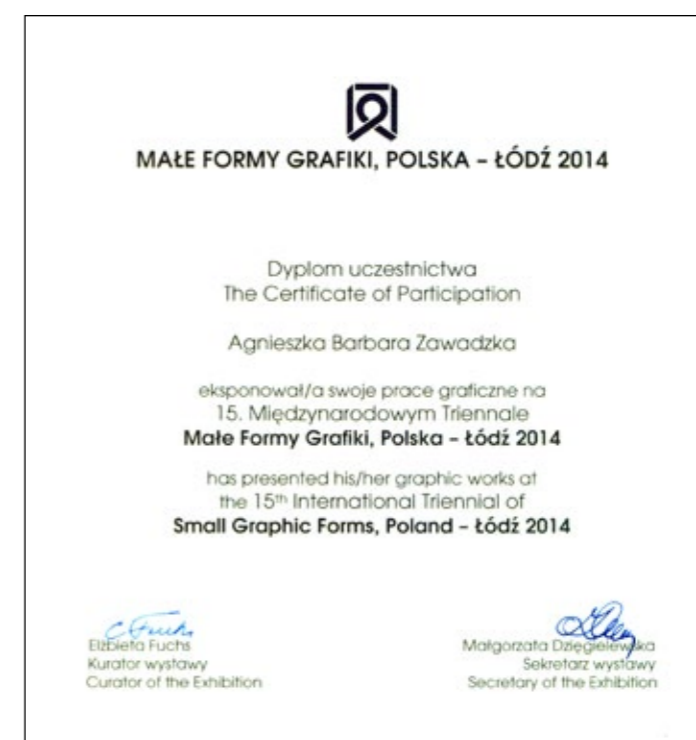 MAŁE FORMY GRAFIKI, POLSKA – ŁÓDŹ 2014
Dyplom uczestnictwa
The Certificate of Participation
Agnieszka Barbara Zawadzka
eksponował/a swoje prace graficzne na
15. Międzynarodowym Triennale
Małe Formy Grafiki, Polska – Łódź 2014
has presented his/her graphic works at
the 15th International Triennial of
Small Graphic Forms, Poland – Łódź 2014
Elżbieta Fuchs
Kurator wystawy
Curator of the Exhibition
Małgorzata Dzięgielewska
Sekretarz wystawy
Secretary of the Exhibition